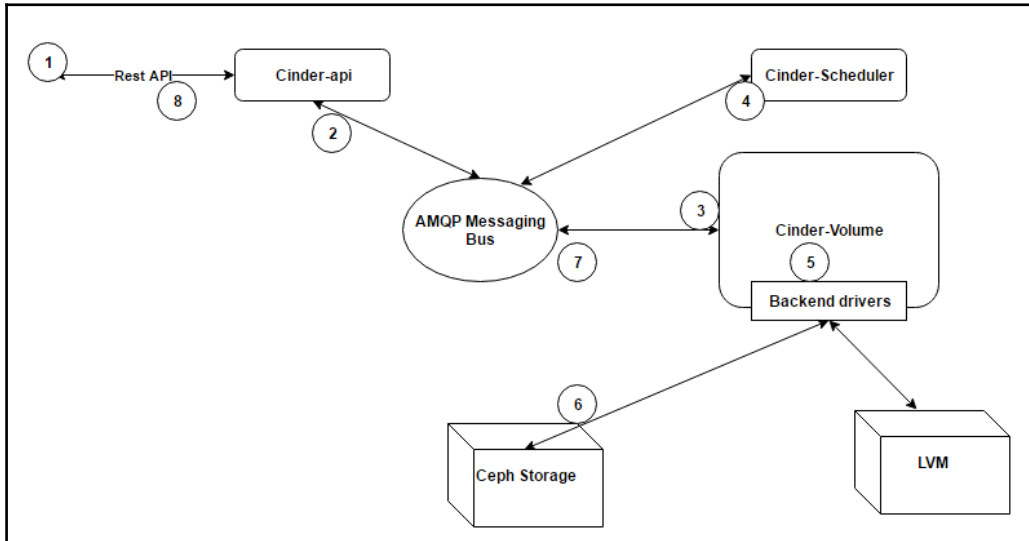 1
Rest API
8
Cinder-api
2
Cinder-Scheduler
4
AMQP Messaging
Bus
3
7
Cinder-Volume
5
Backend drivers
6
Ceph Storage
LVM